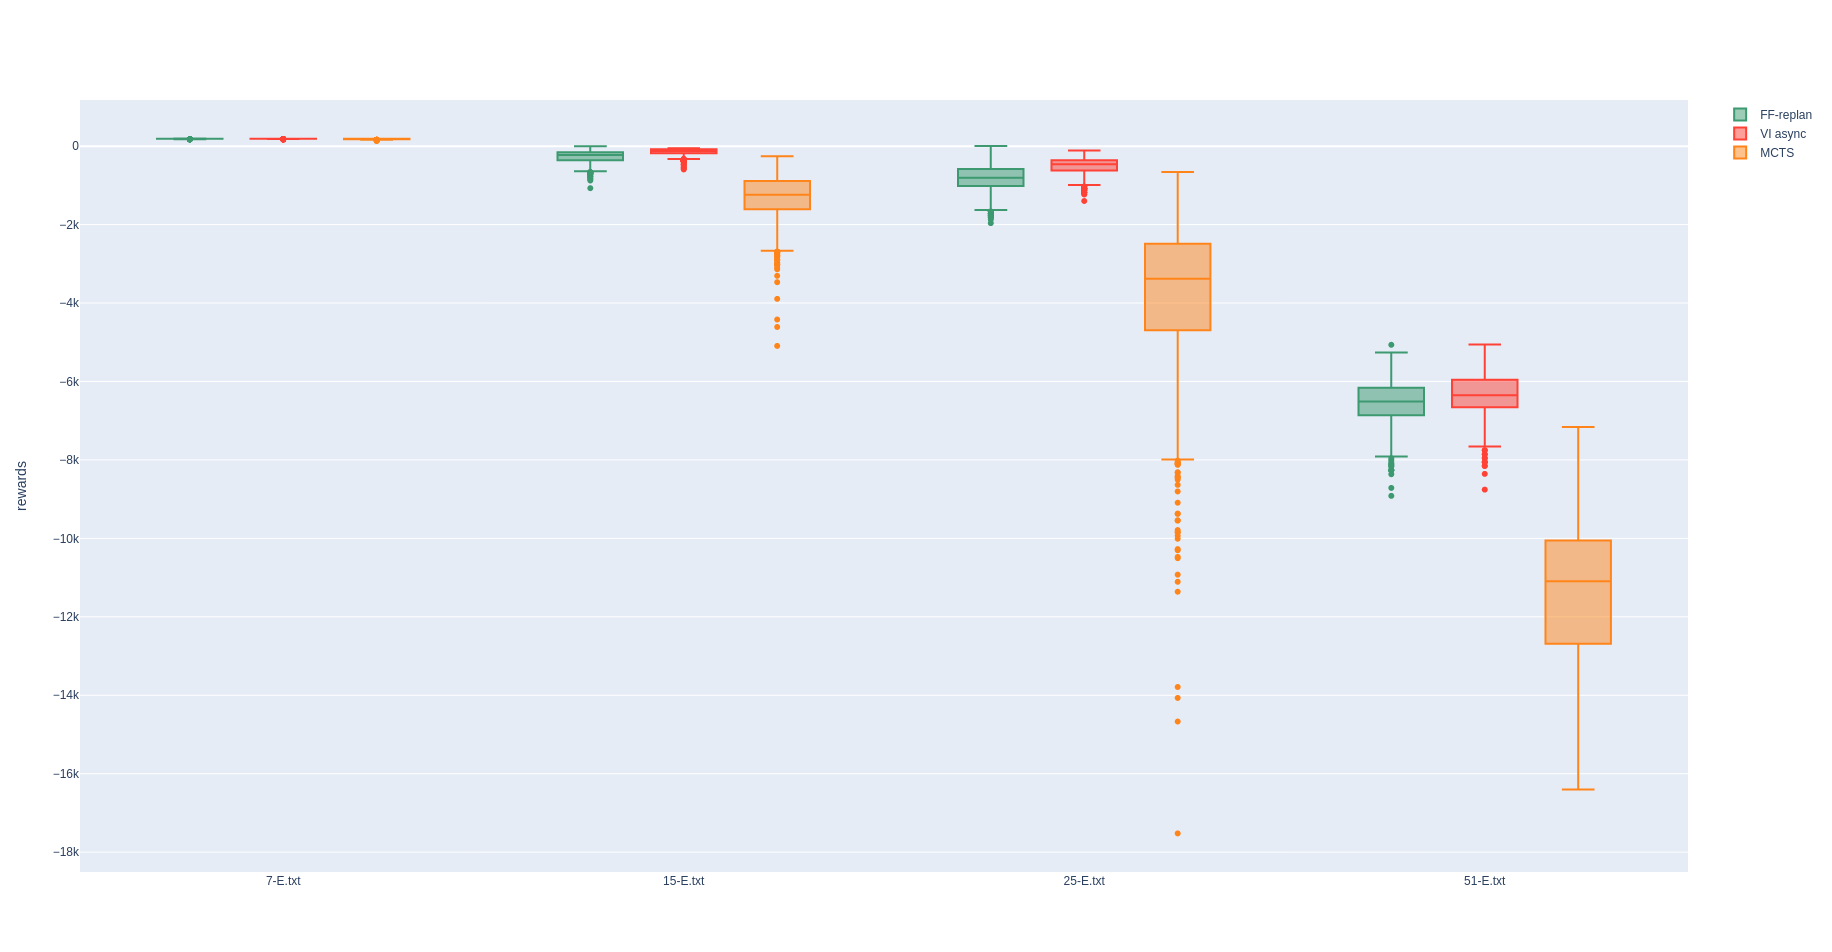 FF-replan
VI async
MCTS
0
−2k
−4k
−6k
−8k
−10k
−12k
−14k
−16k
−18k
rewards
7-E.txt
15-E.txt
25-E.txt
51-E.txt